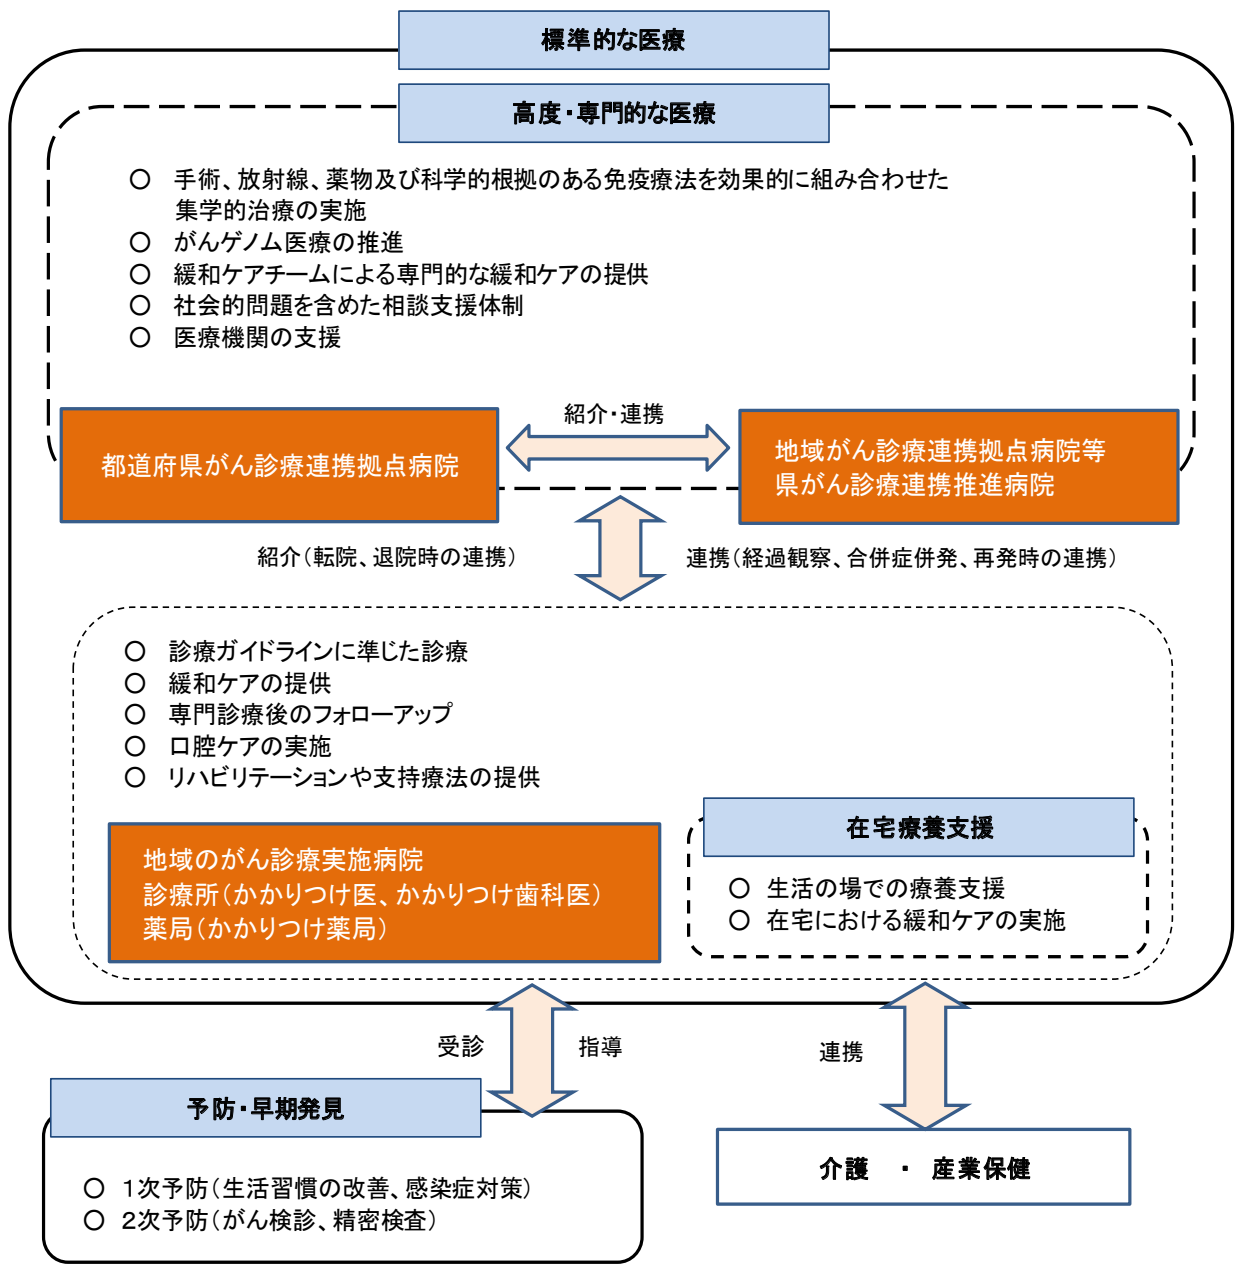 標準的な医療
高度・専門的な医療
○ 手術、放射線、薬物及び科学的根拠のある免疫療法を効果的に組み合わせた
集学的治療の実施
○ がんゲノム医療の推進
○ 緩和ケアチームによる専門的な緩和ケアの提供
○ 社会的問題を含めた相談支援体制
○ 医療機関の支援
紹介・連携
都道府県がん診療連携拠点病院
地域がん診療連携拠点病院等
県がん診療連携推進病院
紹介（転院、退院時の連携）
連携（経過観察、合併症併発、再発時の連携）
○ 診療ガイドラインに準じた診療
○ 緩和ケアの提供
○ 専門診療後のフォローアップ
○ 口腔ケアの実施
○ リハビリテーションや支持療法の提供
地域のがん診療実施病院
診療所（かかりつけ医、かかりつけ歯科医）
薬局（かかりつけ薬局）
在宅療養支援
○ 生活の場での療養支援
○ 在宅における緩和ケアの実施
受診
指導
連携
予防・早期発見
○ １次予防（生活習慣の改善、感染症対策）
○ ２次予防（がん検診、精密検査）
介護 ・ 産業保健